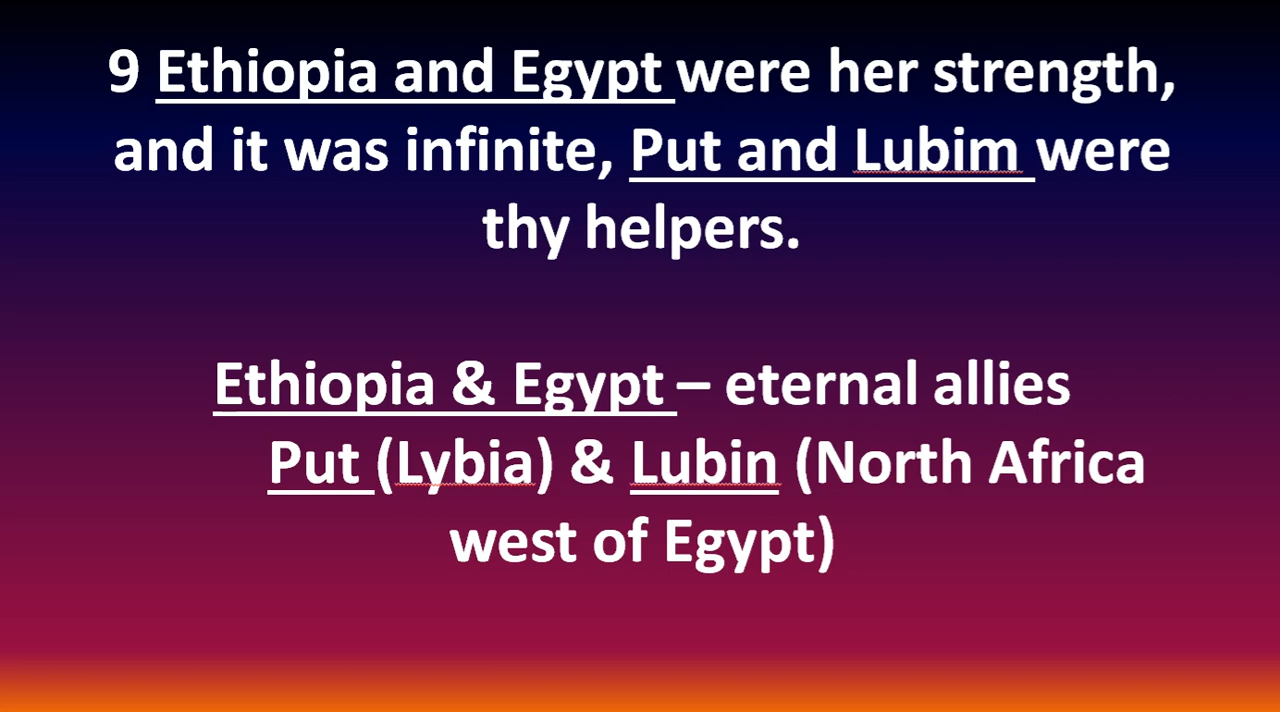 9 Ethiopia and Egypt were her strength,
and it was infinite, Put and Lubim were
thy helpers.
Ethiopia & Egypt – eternal allies
Put (Lybia) & Lubin (North Africa
west of Egypt)